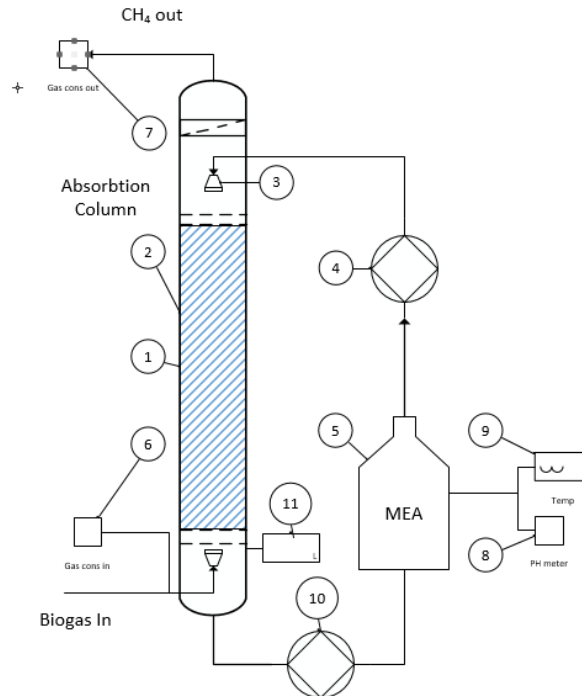 CH₄ out
Gas cons out
7
3
Absorbtion
Column
2
4
1
5
9
6
11
MEA
Temp
L
8
Gas cons in
PH meter
10
Biogas In